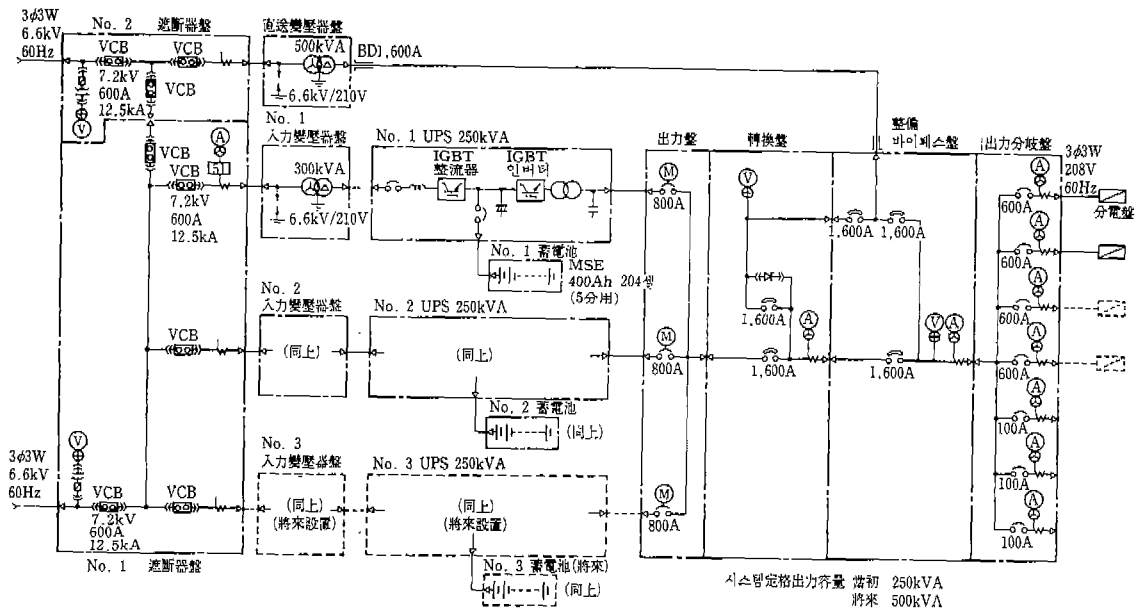 3φ3W
6.6kV
60Hz
No. 2 遮断器盤
VCB
VCB
7.2kV
600A
12.5kA
VCB
V
直送變壓器盤
500kVA
6.6kV/210V
BD1,600A
No. 1
入力變壓器盤
300kVA
6.6kV/210V
A
51
VCB
7.2kV
600A
12.5kA
No. 1 UPS 250kVA
IGBT
整流器
IGBT
인버터
No. 1 蓄電池
MSE
400Ah 204셀
(5分用)
No. 2
入力變壓器盤
(同上)
VCB
No. 2 UPS 250kVA
(同上)
No. 2 蓄電池
(同上)
3φ3W
6.6kV
60Hz
V
VCB
7.2kV
600A
12.5kA
VCB
No. 1 遮断器盤
No. 3
入力變壓器盤
(同上)
(將來設置)
No. 3 UPS 250kVA
(同上)
(將來設置)
No. 3 蓄電池(將來)
(同上)
出力盤
M
800A
M
800A
M
800A
轉換盤
V
1,600A
A
1,600A
整備
바이페스盤
1,600A
1,600A
V
A
1,600A
出力分岐盤
A
600A
A
600A
A
600A
A
600A
A
100A
A
100A
A
100A
3φ3W
208V
60Hz
分電盤
시스템定格出力容量 當初 250kVA
將來 500kVA